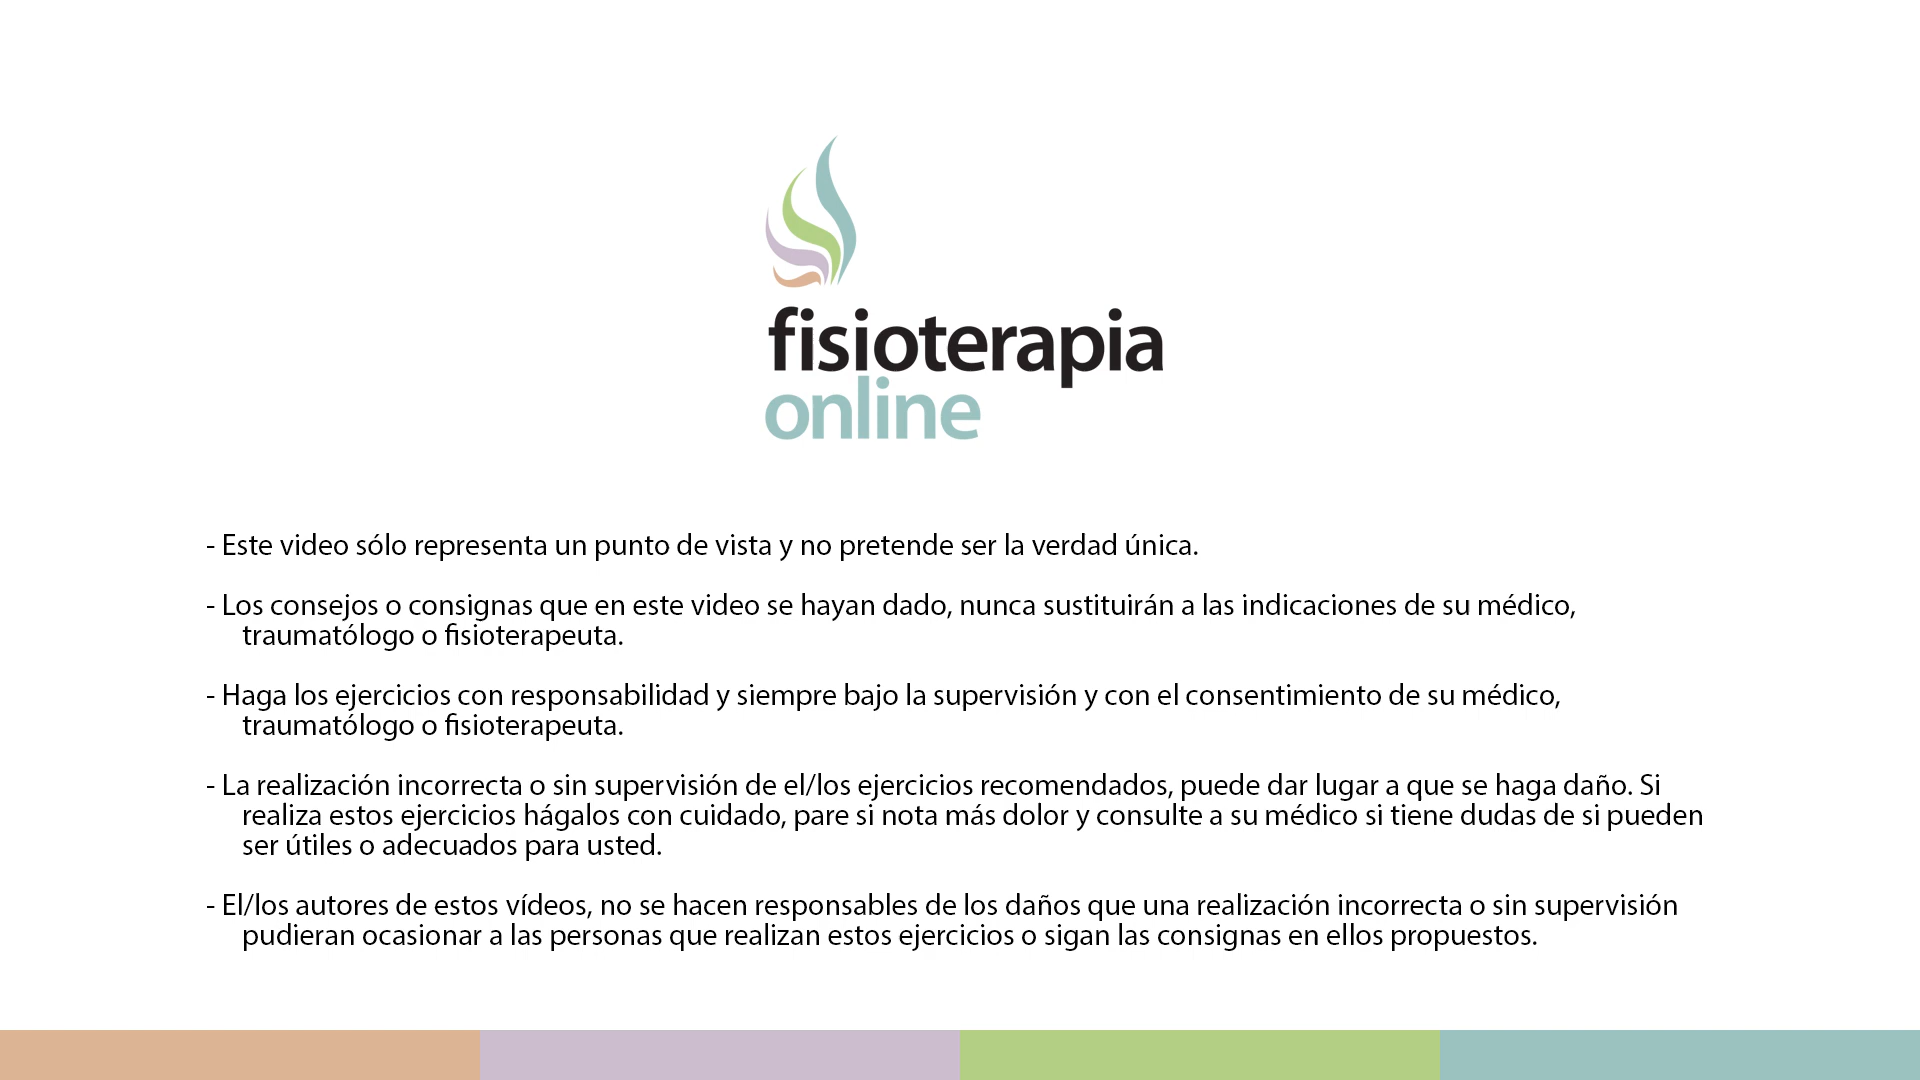 fisioterapia
online
- Este video sólo representa un punto de vista y no pretende ser la verdad única.
- Los consejos o consignas que en este video se hayan dado, nunca sustituirán a las indicaciones de su médico,
traumatólogo o fisioterapeuta.
- Haga los ejercicios con responsabilidad y siempre bajo la supervisión y con el consentimiento de su médico,
traumatólogo o fisioterapeuta.
- La realización incorrecta o sin supervisión de el/los ejercicios recomendados, puede dar lugar a que se haga daño. Si
realiza estos ejercicios hágalos con cuidado, pare si nota más dolor y consulte a su médico si tiene dudas de si pueden
ser útiles o adecuados para usted.
- El/los autores de estos vídeos, no se hacen responsables de los daños que una realización incorrecta o sin supervisión
pudieran ocasionar a las personas que realizan estos ejercicios o sigan las consignas en ellos propuestos.